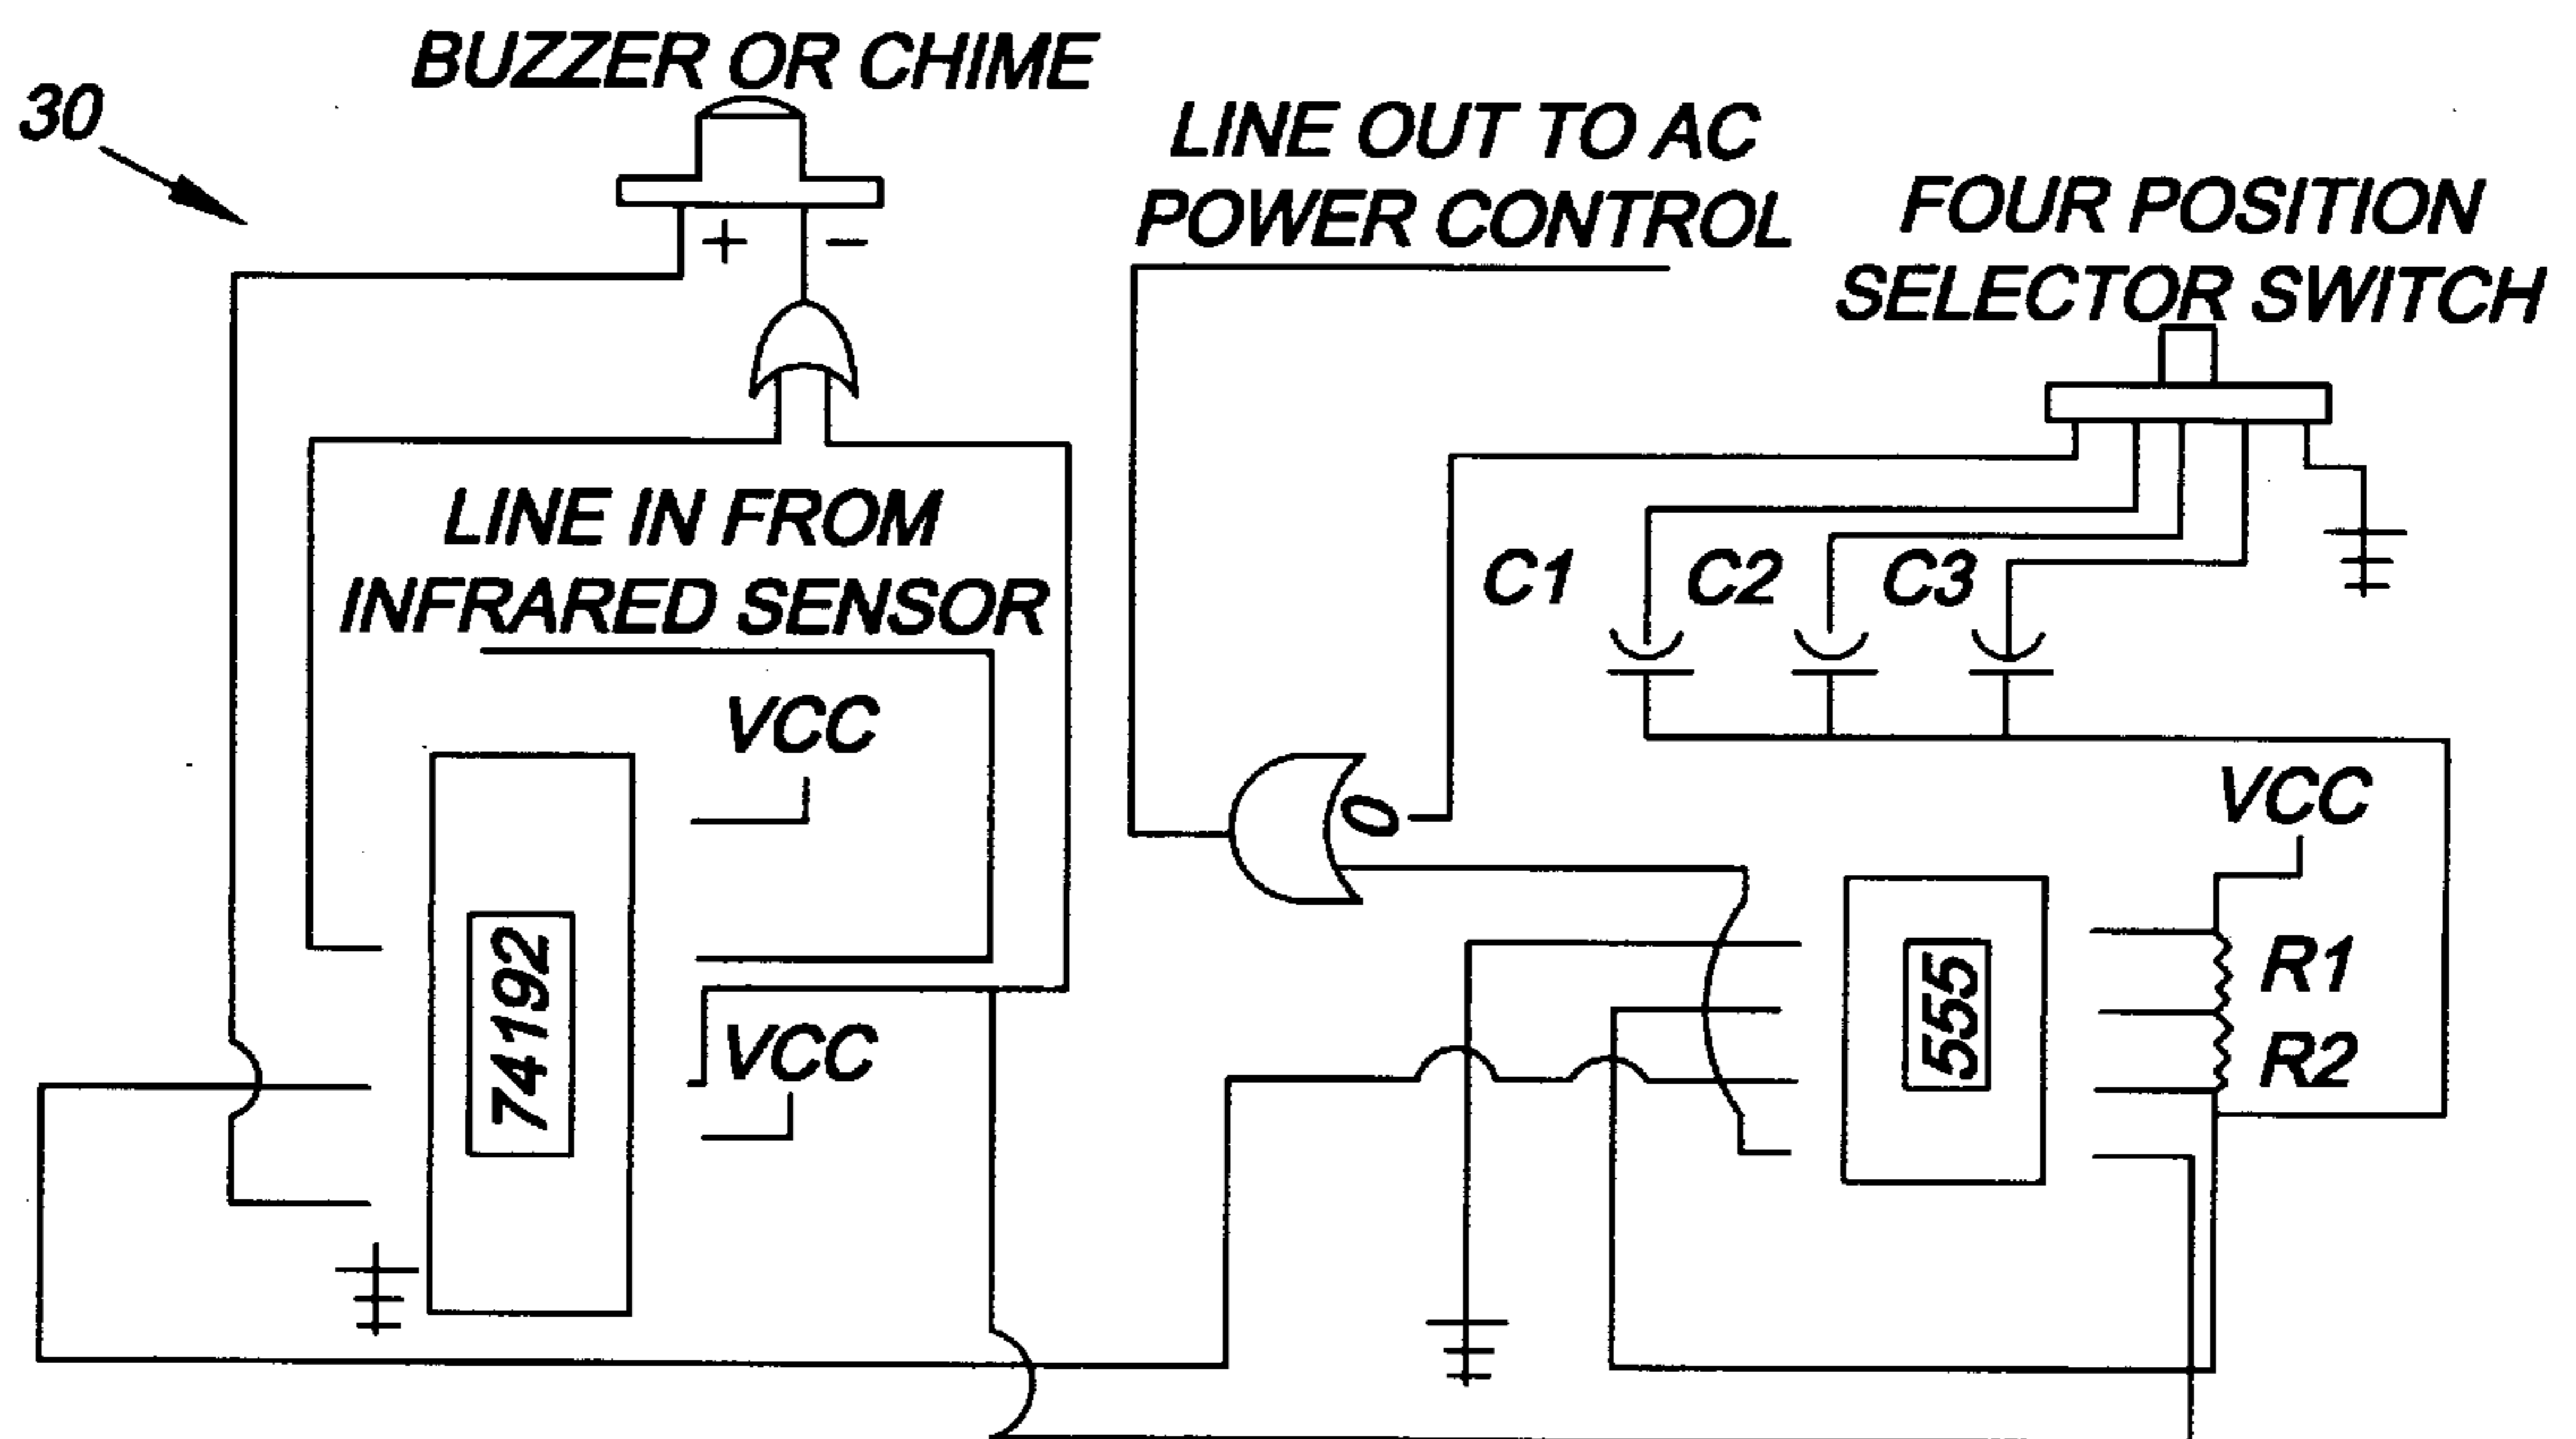 30
BUZZER OR CHIME
LINE OUT TO AC
POWER CONTROL
FOUR POSITION
SELECTOR SWITCH
+ −
LINE IN FROM
INFRARED SENSOR
C1 C2 C3
VCC
VCC
74192
VCC
0
555
R1
R2